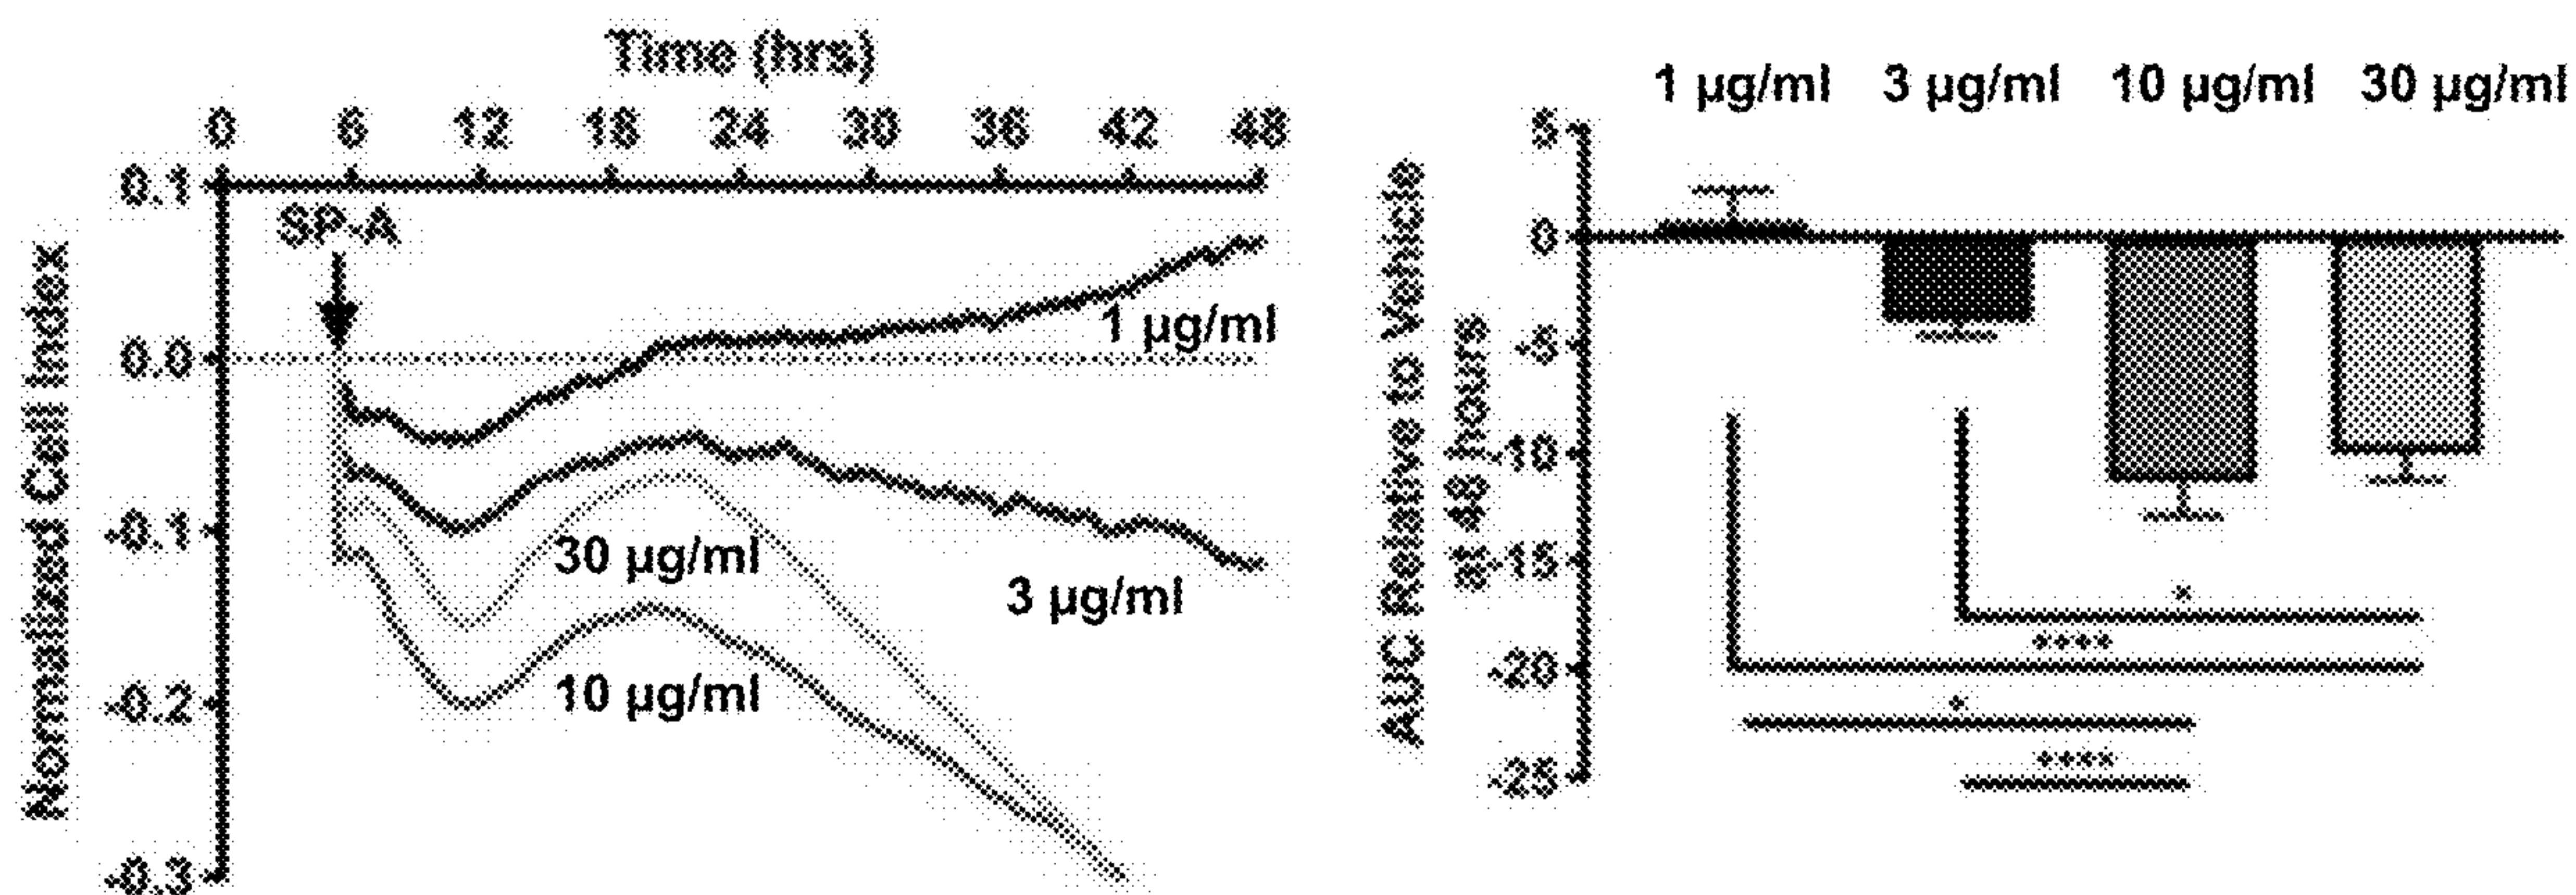 Time (hrs)
0 6 12 18 24 30 36 42 48
0.1
0.0
-0.1
-0.2
-0.3
Normalized Cell Index
SP-A
1 µg/ml
3 µg/ml
30 µg/ml
10 µg/ml
1 µg/ml 3 µg/ml 10 µg/ml 30 µg/ml
5
0
-5
-10
-15
-20
-25
AUC Relative to Vehicle
at 48 hours
*
****
*
****